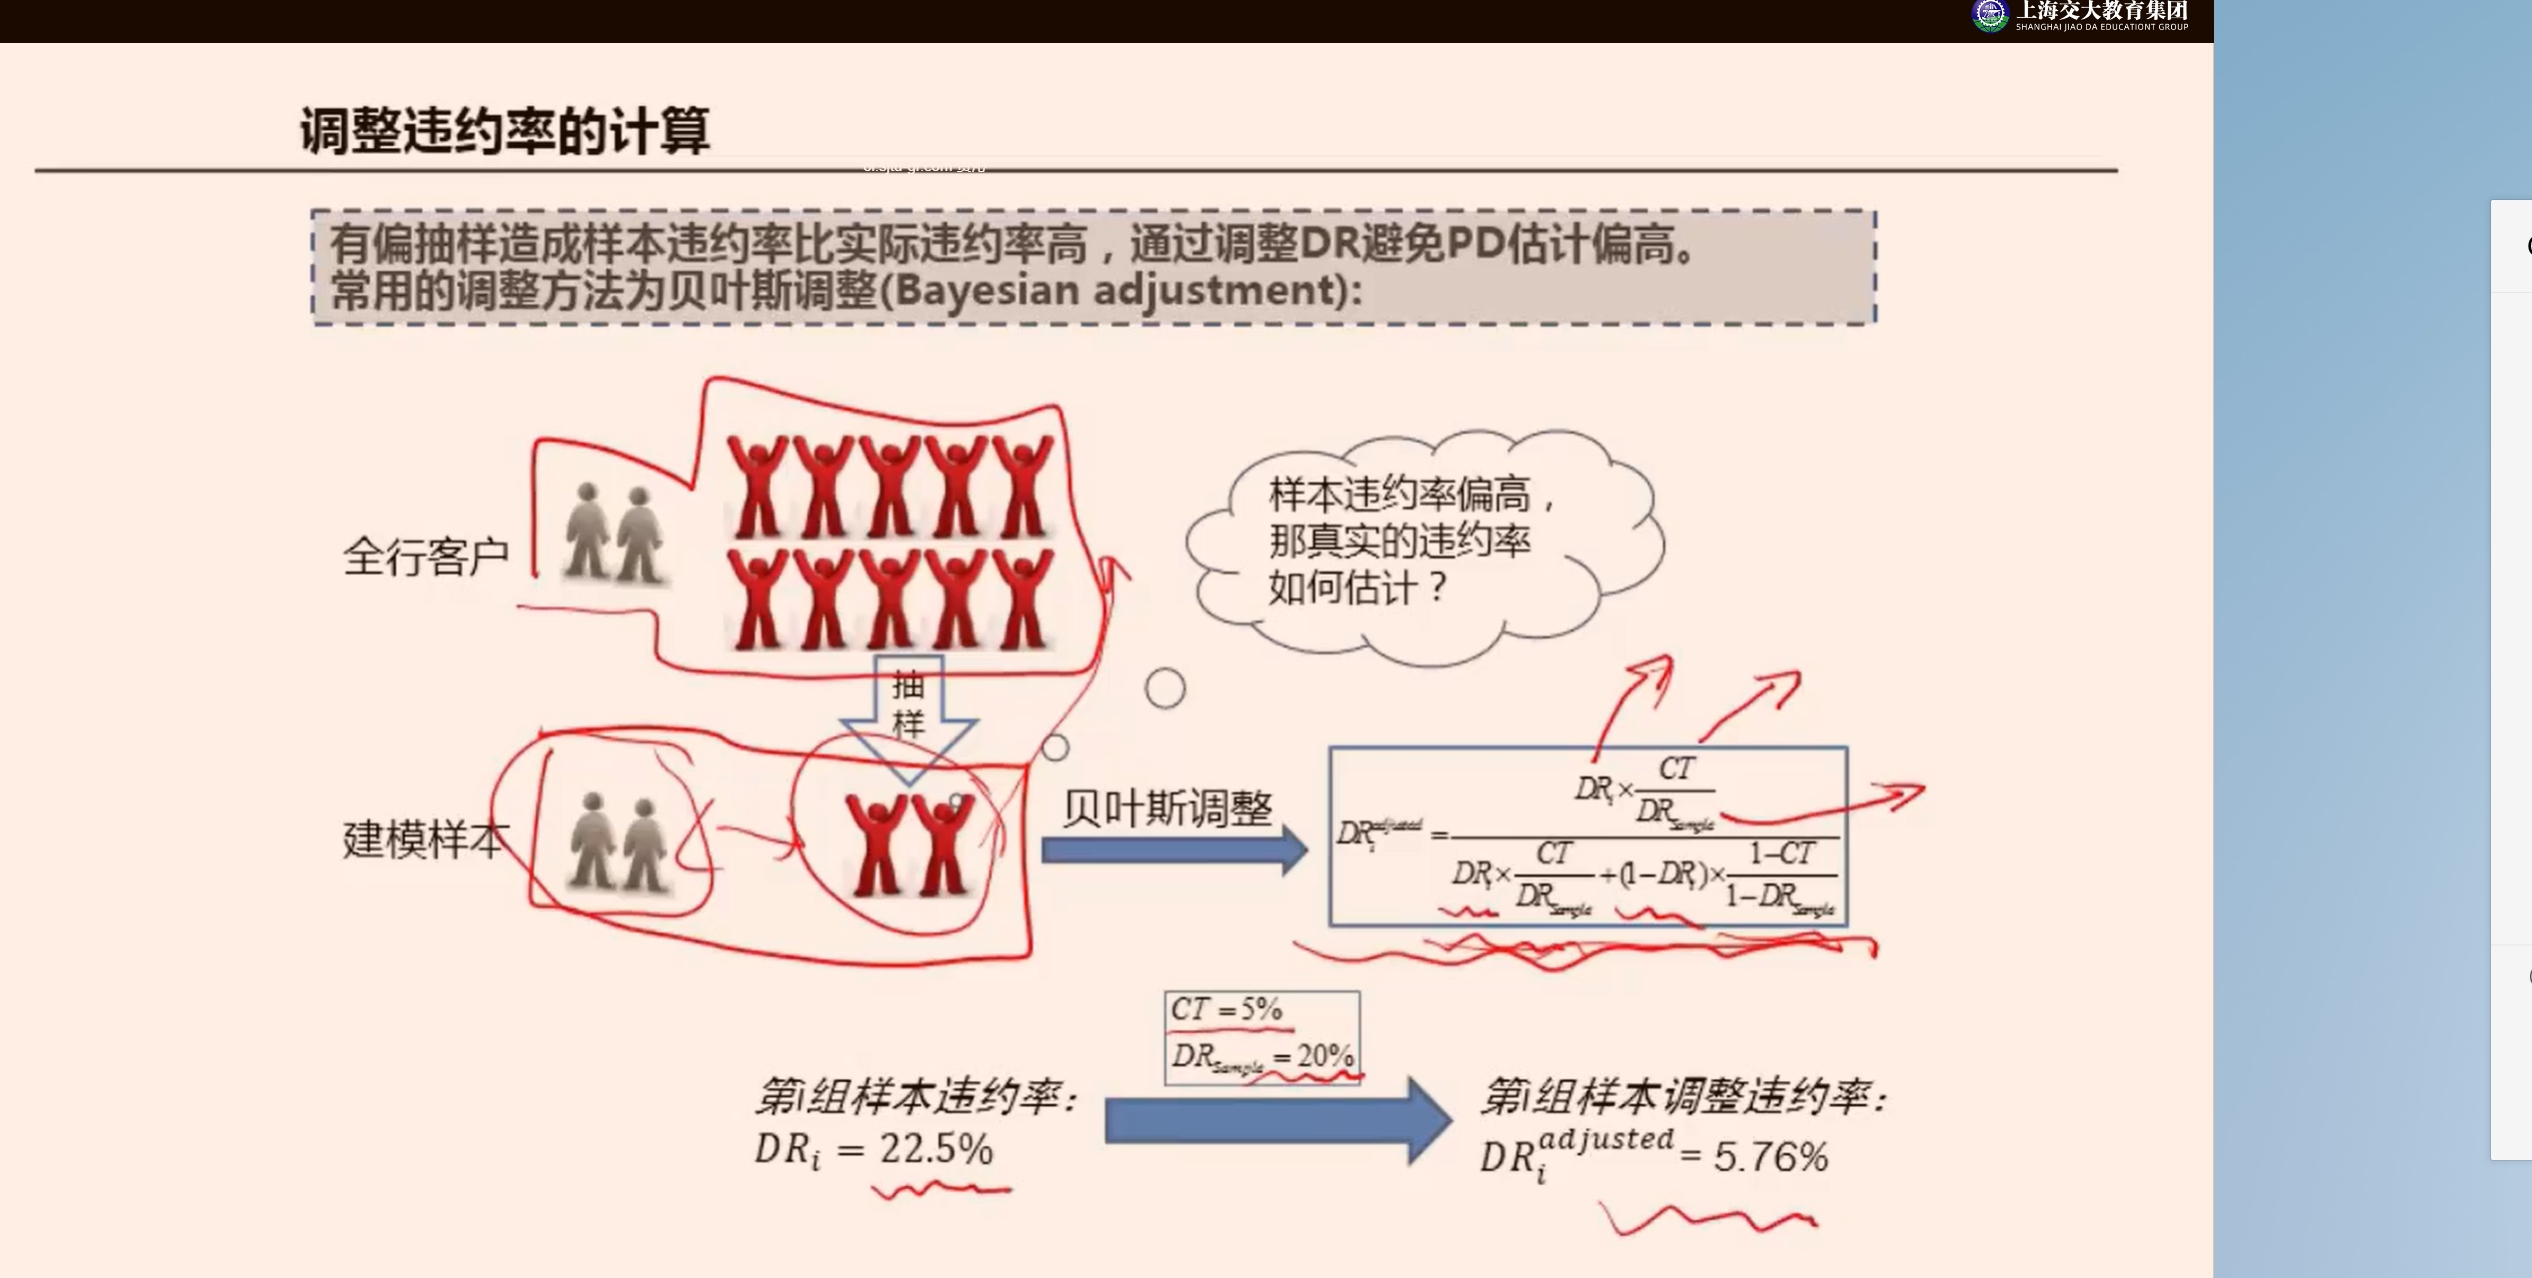 上海交大教育集团
SHANGHAI JIAO DA EDUCATIONT GROUP
调整违约率的计算
有偏抽样造成样本违约率比实际违约率高，通过调整DR避免PD估计偏高。
常用的调整方法为贝叶斯调整(Bayesian adjustment):
全行客户
样本违约率偏高，
那真实的违约率
如何估计？
抽
样
建模样本
贝叶斯调整
DR_i^{adjusted} = \frac{DR_i × \frac{CT}{DR_{Sample}}}{DR_i × \frac{CT}{DR_{Sample}} + (1-DR_i) × \frac{1-CT}{1-DR_{Sample}}}
CT = 5%
DR_{Sample} = 20%
第i组样本违约率：
DR_i = 22.5%
第i组样本调整违约率：
DR_i^{adjusted} = 5.76%